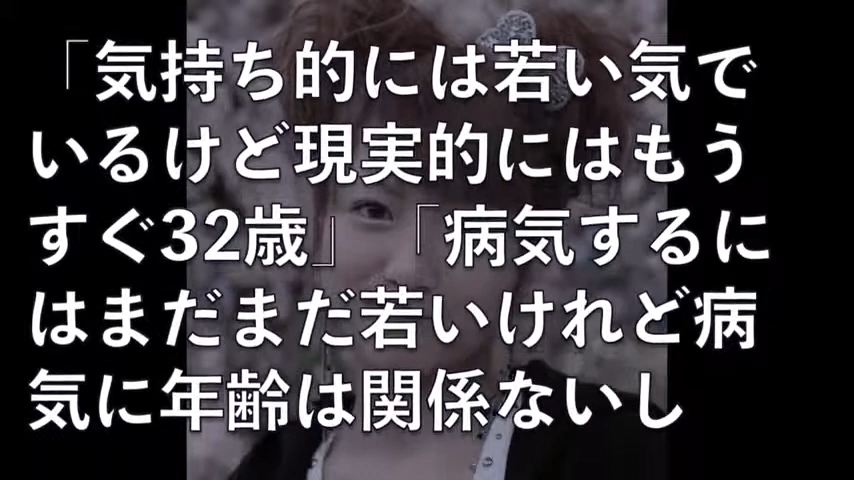 「気持ち的には若い気で
いるけど現実的にはもう
すぐ32歳」「病気するに
はまだまだ若いけれど病
気に年齢は関係ないし